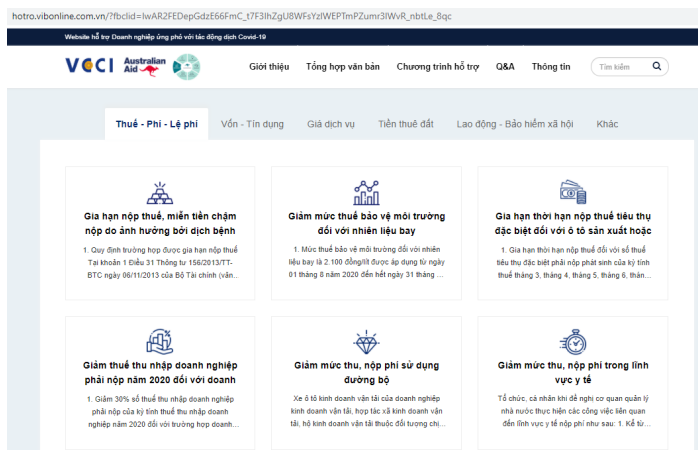 hotro.vibonline.com.vn/?fbclid=IwAR2FEDepGdzE66FmC_t7F3IhZgU8WFsYzIWEPTmPZumr3IWvR_nbtLe_8qc
Website hỗ trợ Doanh nghiệp ứng phó với tác động dịch Covid-19
VCCI
Australian
Aid
Giới thiệu Tổng hợp văn bản Chương trình hỗ trợ Q&A Thông tin Tìm kiếm
Thuế - Phí - Lệ phí Vốn - Tín dụng Giá dịch vụ Tiền thuê đất Lao động - Bảo hiểm xã hội Khác
Gia hạn nộp thuế, miễn tiền chậm
nộp do ảnh hưởng bởi dịch bệnh
1. Quy định trường hợp được gia hạn nộp thuế
Tại khoản 1 Điều 31 Thông tư 156/2013/TT-
BTC ngày 06/11/2013 của Bộ Tài chính (văn...
Giảm mức thuế bảo vệ môi trường
đối với nhiên liệu bay
1. Mức thuế bảo vệ môi trường đối với nhiên
liệu bay là 2.100 đồng/lít được áp dụng từ ngày
01 tháng 8 năm 2020 đến hết ngày 31 tháng ...
Gia hạn thời hạn nộp thuế tiêu thụ
đặc biệt đối với ô tô sản xuất hoặc
1. Gia hạn thời hạn nộp thuế đối với số thuế
tiêu thụ đặc biệt phải nộp phát sinh của kỳ tính
thuế tháng 3, tháng 4, tháng 5, tháng 6, thán...
Giảm thuế thu nhập doanh nghiệp
phải nộp năm 2020 đối với doanh
1. Giảm 30% số thuế thu nhập doanh nghiệp
phải nộp của kỳ tính thuế thu nhập doanh
nghiệp năm 2020 đối với trường hợp doanh...
Giảm mức thu, nộp phí sử dụng
đường bộ
Xe ô tô kinh doanh vận tải của doanh nghiệp
kinh doanh vận tải, hợp tác xã kinh doanh vận
tải, hộ kinh doanh vận tải thuộc đối tượng chị...
Giảm mức thu, nộp phí trong lĩnh
vực y tế
Tổ chức, cá nhân khi đề nghị cơ quan quản lý
nhà nước thực hiện các công việc liên quan
đến lĩnh vực y tế nộp phí như sau: 1. Kể từ...